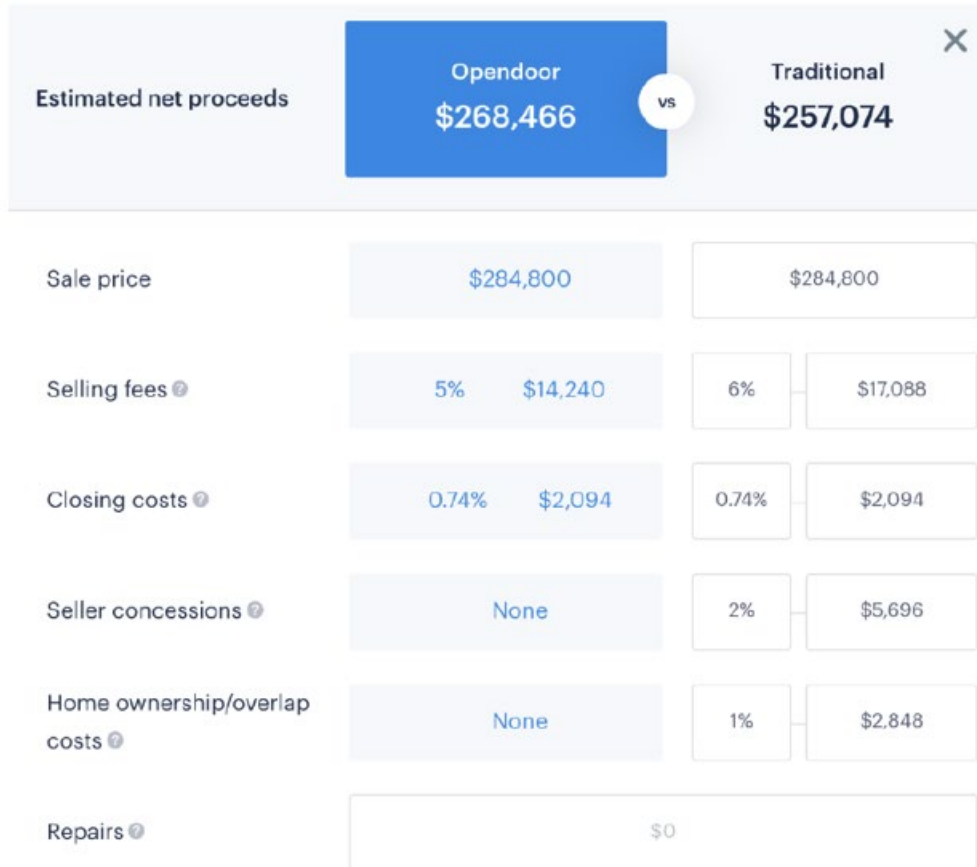 Estimated net proceeds
Opendoor
$268,466
vs
Traditional
$257,074
Sale price
$284,800
$284,800
Selling fees
5% $14,240
6% $17,088
Closing costs
0.74% $2,094
0.74% $2,094
Seller concessions
None
2% $5,696
Home ownership/overlap
costs
None
1% $2,848
Repairs
$0